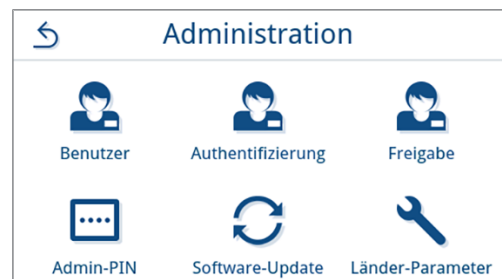 Administration
Benutzer Authentifizierung Freigabe
Admin-PIN Software-Update Länder-Parameter